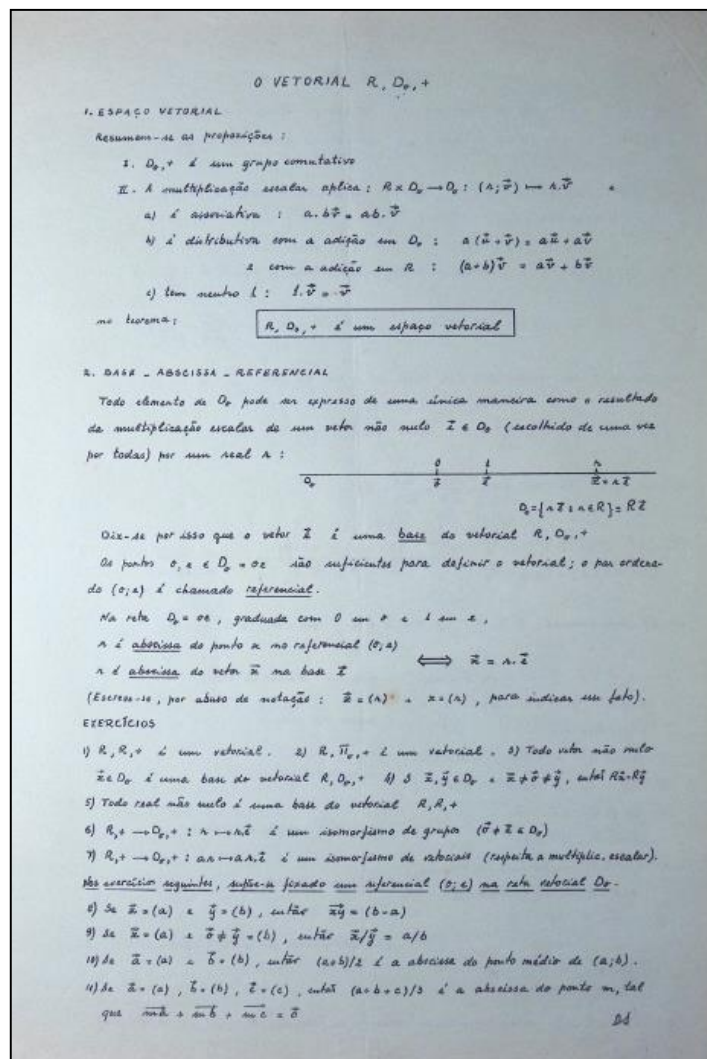 O VETORIAL R, D₀, +
1. ESPAÇO VETORIAL
Resumem-se as proposições :
I. D₀,+ é um grupo comutativo
II. A multiplicação escalar aplica : R x D₀ → D₀ : (r; v⃗) ↦ r.v⃗ e
a) é associativa : a.bv⃗ = ab.v⃗
b) é distributiva com a adição em D₀ : a(u⃗+v⃗) = au⃗+av⃗
e com a adição em R : (a+b)v⃗ = av⃗ + bv⃗
c) tem neutro 1 : 1.v⃗ = v⃗
no teorema : R, D₀, + é um espaço vetorial
2. BASE - ABSCISSA - REFERENCIAL
Todo elemento de D₀ pode ser expresso de uma única maneira como o resultado
da multiplicação escalar de um vetor não nulo e⃗ ∈ D₀ (escolhido de uma vez
por todas) por um real r :
0 1 r
D₀ o⃗ e⃗ x⃗ = r e⃗
D₀ = {r e⃗ : r ∈ R} = R e⃗
Diz-se por isso que o vetor e⃗ é uma base do vetorial R, D₀,+
Os pontos o, e ∈ D₀ = oe são suficientes para definir o vetorial ; o par ordena-
do (o; e) é chamado referencial.
Na reta D₀ = oe, graduada com 0 em o e 1 em e,
r é abscissa do ponto x no referencial (o; e)
⟺ x⃗ = r.e⃗
r é abscissa do vetor x⃗ na base e⃗
(Escreve-se, por abuso de notação : x⃗ = (r) e x = (r), para indicar esse fato).
EXERCÍCIOS
1) R, R,+ é um vetorial. 2) R, Π₀,+ é um vetorial. 3) Todo vetor não nulo
x⃗ ∈ D₀ é uma base do vetorial R, D₀,+ 4) S x⃗, y⃗ ∈ D₀ e x⃗ ≠ o⃗ ≠ y⃗, então Rx⃗=Ry⃗
5) Todo real não nulo é uma base do vetorial R, R,+
6) R,+ → D₀,+ : r ↦ r.e⃗ é um isomorfismo de grupos (o⃗ ≠ e⃗ ∈ D₀)
7) R,+ → D₀,+ : ar ↦ ar.e⃗ é um isomorfismo de vetoriais (respeita a multiplic. escalar).
Nos exercícios seguintes, supõe-se fixado um referencial (o; e) na reta vetorial D₀.
8) Se x⃗ = (a) e y⃗ = (b), então xy⃗ = (b-a)
9) Se x⃗ = (a) e o⃗ ≠ y⃗ = (b), então x⃗/y⃗ = a/b
10) Se a⃗ = (a) e b⃗ = (b), então (a+b)/2 é a abscissa do ponto médio de (a; b).
11) Se a⃗ = (a), b⃗ = (b), c⃗ = (c), então (a+b+c)/3 é a abscissa do ponto m, tal
que ma⃗ + mb⃗ + mc⃗ = o⃗